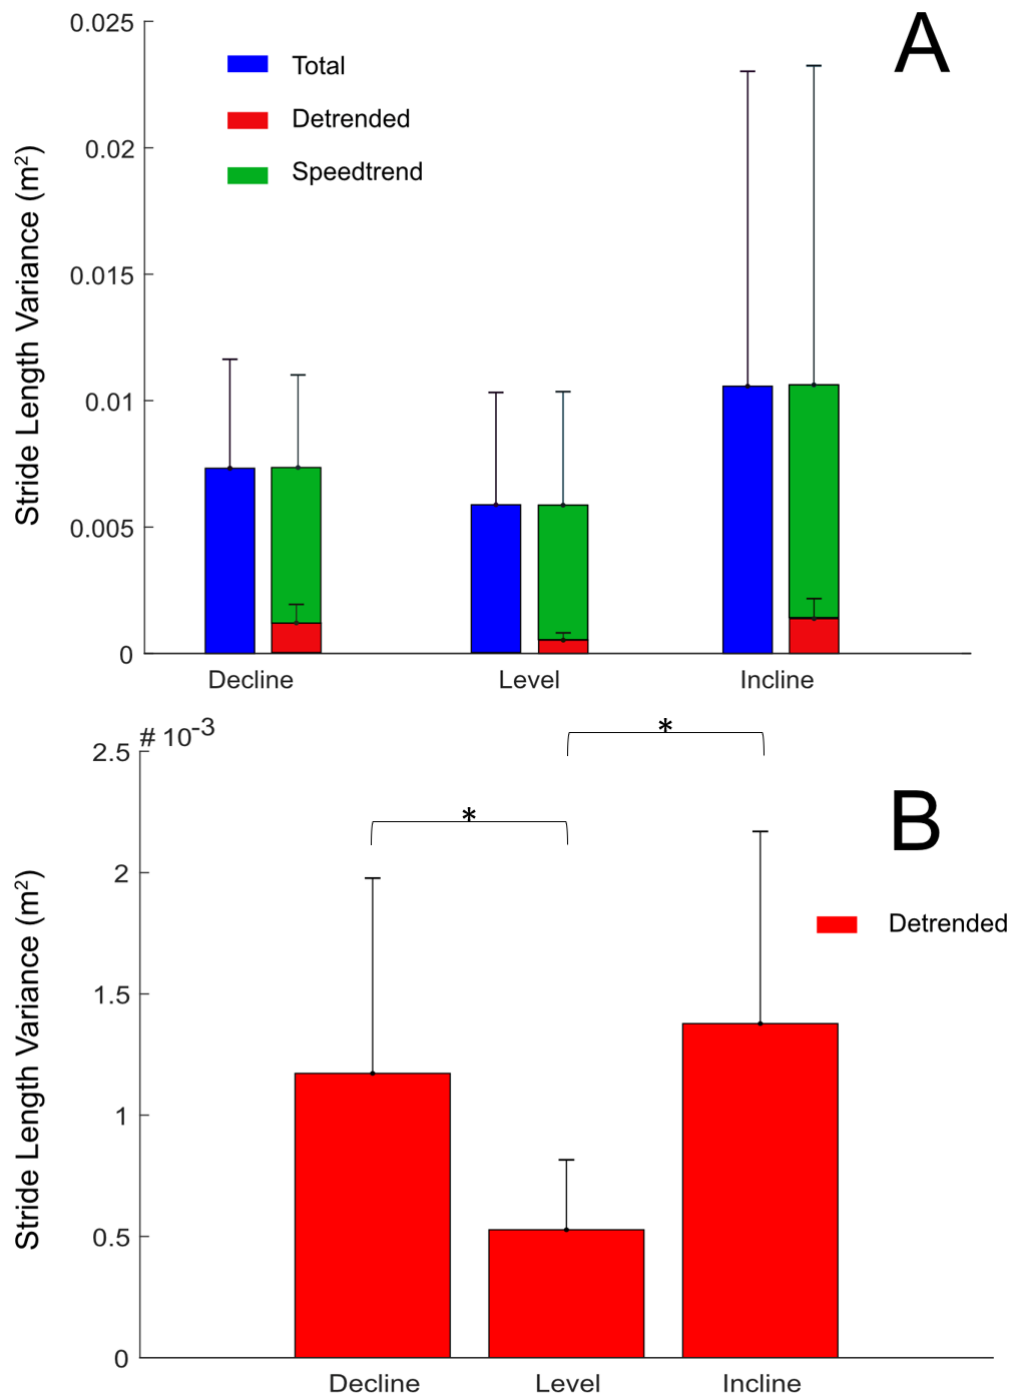 A
0.025
0.02
0.015
0.01
0.005
0
Stride Length Variance (m²)
Total
Detrended
Speedtrend
Decline Level Incline
B
# 10⁻³
2.5
2
1.5
1
0.5
0
Stride Length Variance (m²)
*
*
Detrended
Decline Level Incline